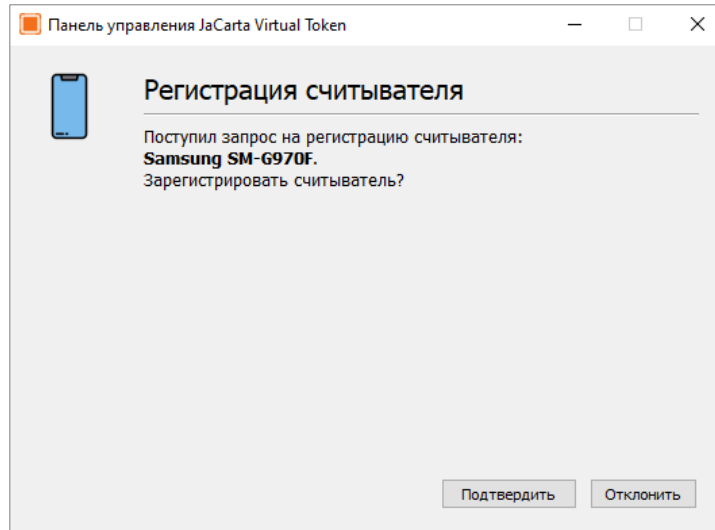 Панель управления JaCarta Virtual Token
Регистрация считывателя
Поступил запрос на регистрацию считывателя:
Samsung SM-G970F.
Зарегистрировать считыватель?
Подтвердить
Отклонить